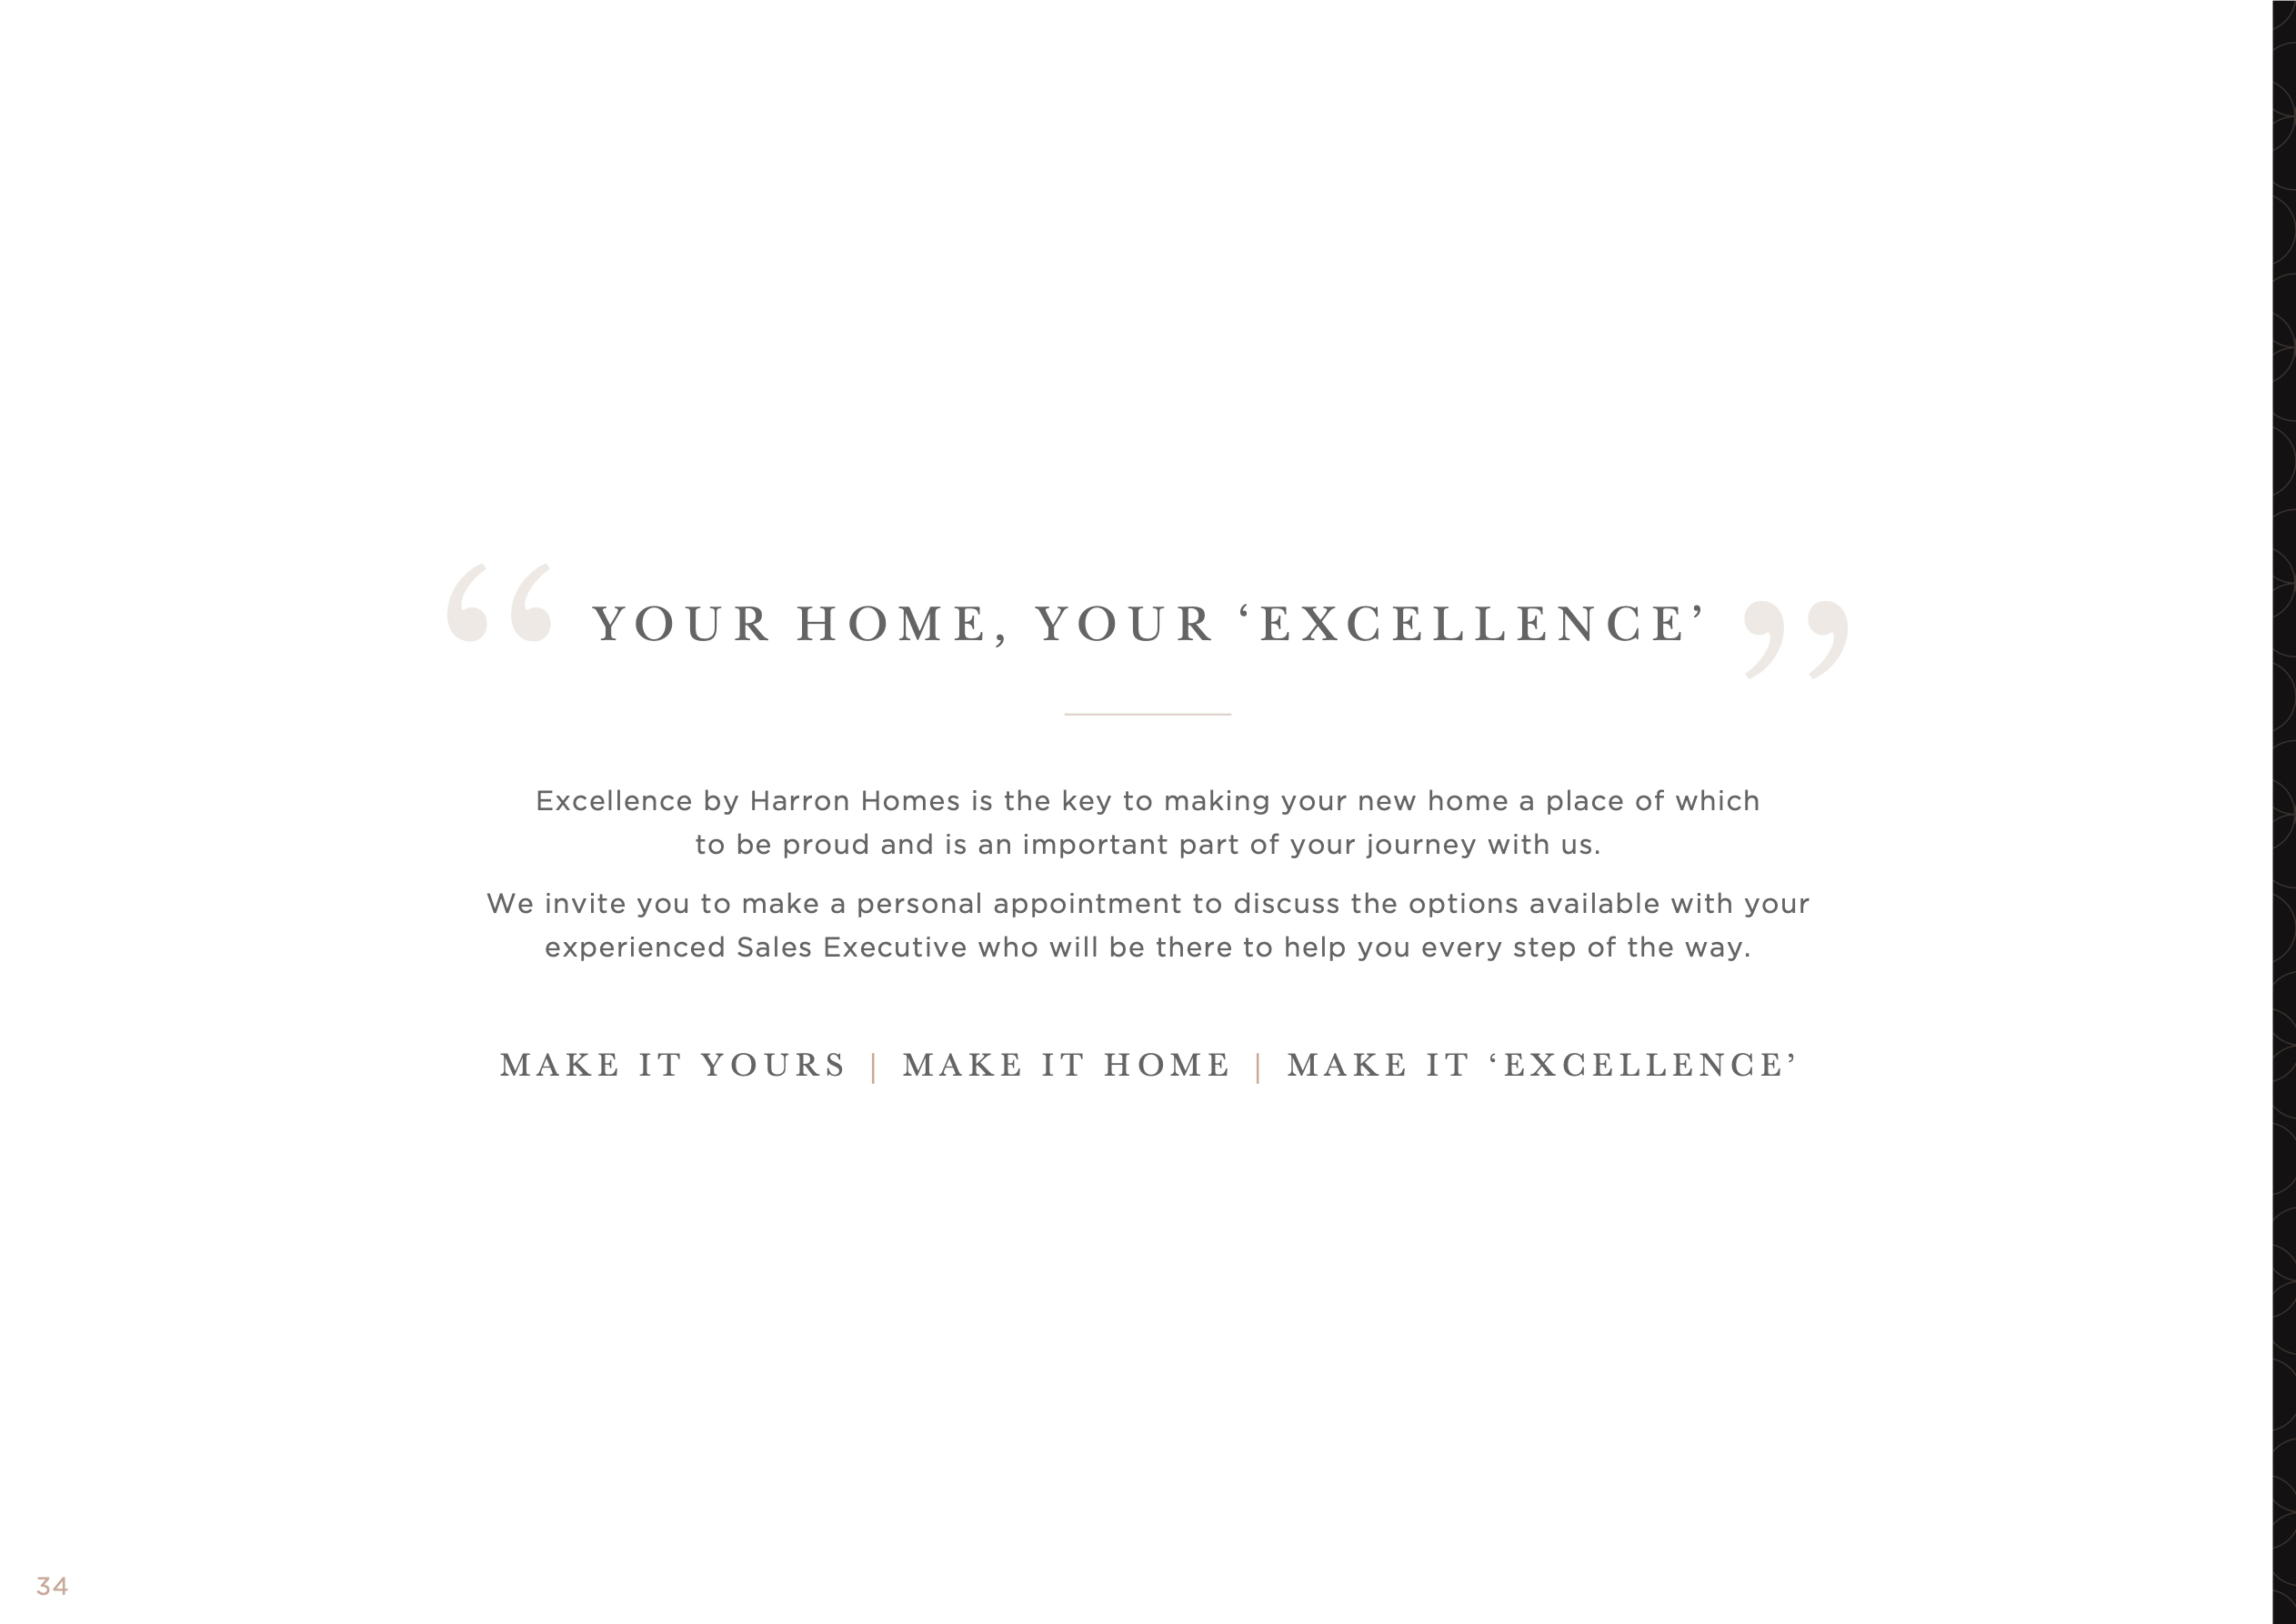 “ YOUR HOME, YOUR ‘EXCELLENCE’ ”
Excellence by Harron Homes is the key to making your new home a place of which
to be proud and is an important part of your journey with us.
We invite you to make a personal appointment to discuss the options available with your
experienced Sales Executive who will be there to help you every step of the way.
MAKE IT YOURS | MAKE IT HOME | MAKE IT ‘EXCELLENCE’
34